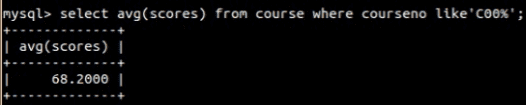 mysql> select avg(scores) from course where courseno like'C00%';
+-------------+
| avg(scores) |
+-------------+
|     68.2000 |
+-------------+